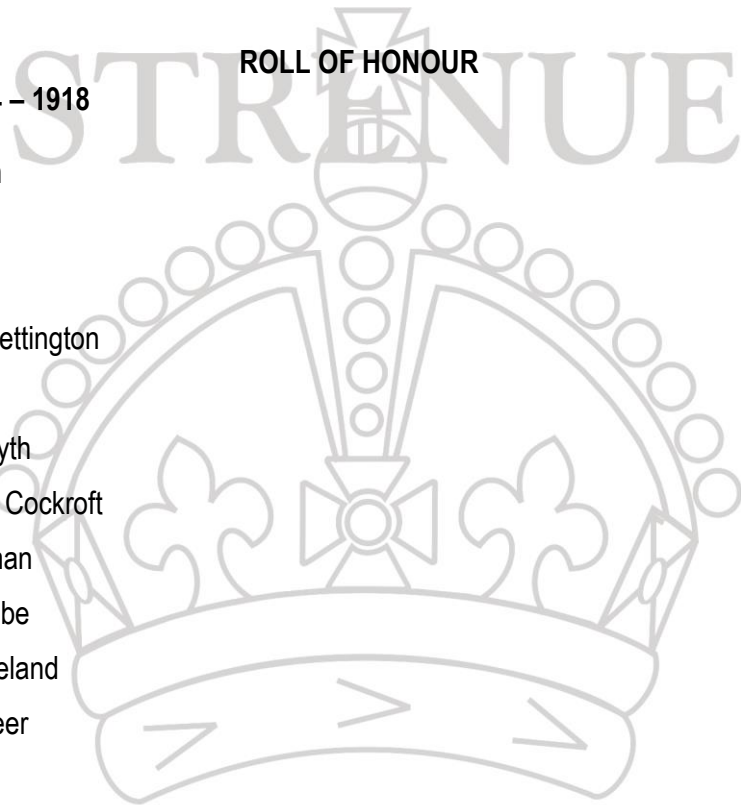 STRENUE
ROLL OF HONOUR
– 1918
ettington
yth
Cockroft
nan
be
eland
eer